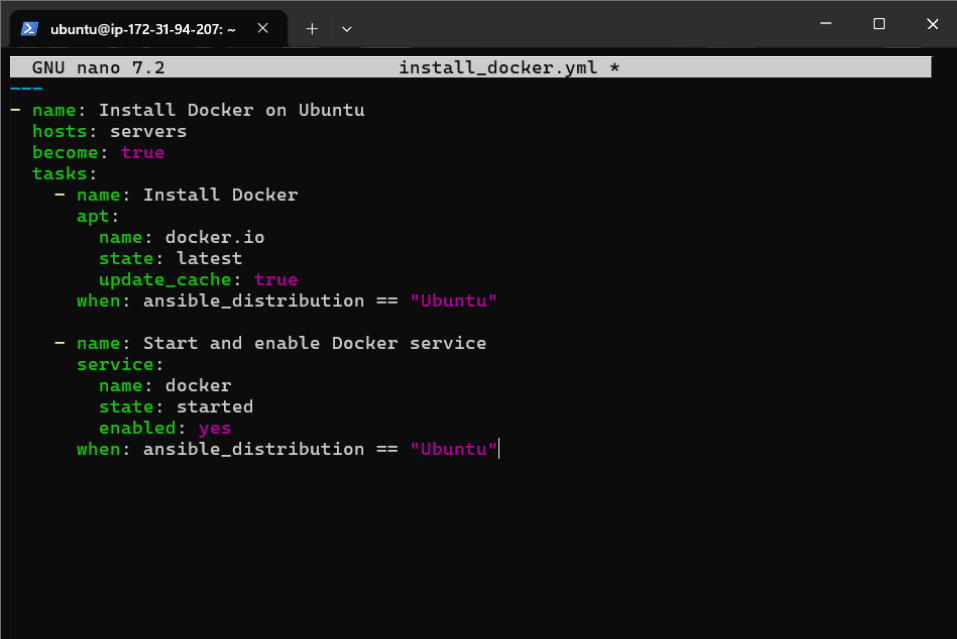 ubuntu@ip-172-31-94-207: ~
GNU nano 7.2 install_docker.yml *
---
- name: Install Docker on Ubuntu
  hosts: servers
  become: true
  tasks:
    - name: Install Docker
      apt:
        name: docker.io
        state: latest
        update_cache: true
      when: ansible_distribution == "Ubuntu"

    - name: Start and enable Docker service
      service:
        name: docker
        state: started
        enabled: yes
      when: ansible_distribution == "Ubuntu"